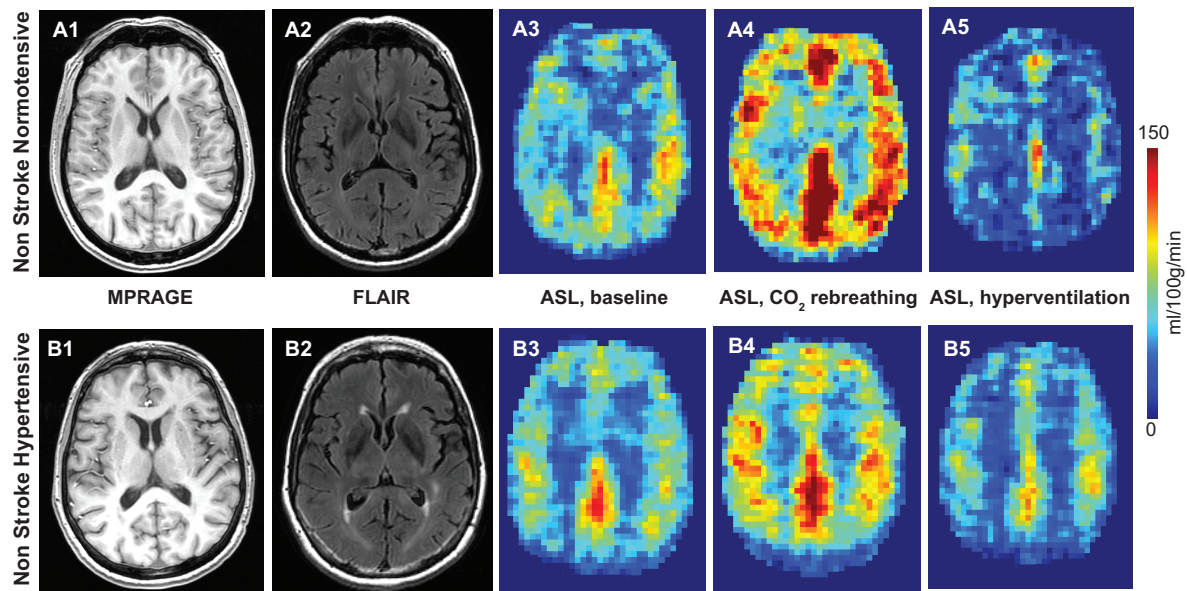 Non Stroke Normotensive
A1
A2
A3
A4
A5
MPRAGE
FLAIR
ASL, baseline
ASL, CO2 rebreathing
ASL, hyperventilation
150
ml/100g/min
0
Non Stroke Hypertensive
B1
B2
B3
B4
B5